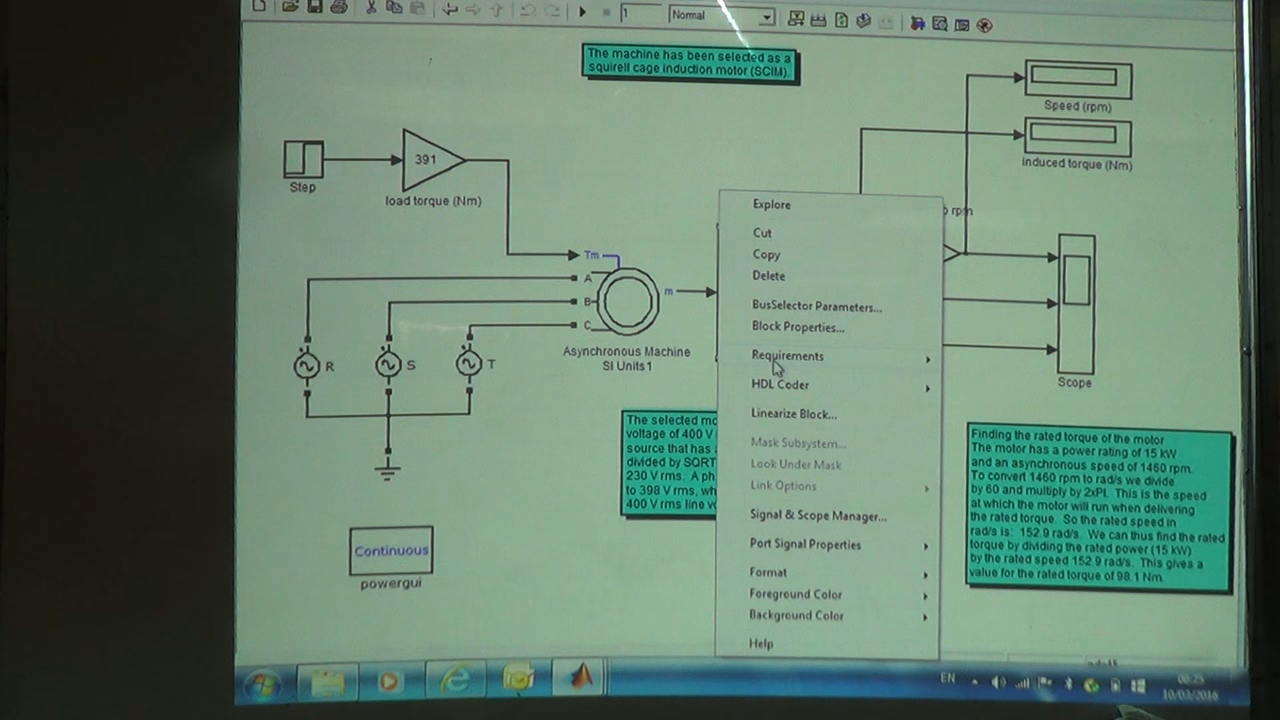 1
Normal
The machine has been selected as a
squirell cage induction motor (SCIM).
Speed (rpm)
Induced torque (Nm)
391
Step
load torque (Nm)
rpm
Tm
A
B
C
m
R
S
T
Asynchronous Machine
SI Units1
Scope
Explore
Cut
Copy
Delete
BusSelector Parameters...
Block Properties...
Requirements
HDL Coder
Linearize Block...
Mask Subsystem...
Look Under Mask
Link Options
Signal & Scope Manager...
Port Signal Properties
Format
Foreground Color
Background Color
Help
The selected
voltage of 400 V
source that has
divided by SQRT
230 V rms. A
to 398 V rms,
400 V rms line
Finding the rated torque of the motor
The motor has a power rating of 15 kW
and an asynchronous speed of 1460 rpm.
To convert 1460 rpm to rad/s we divide
by 60 and multiply by 2xPI. This is the speed
at which the motor will run when delivering
the rated torque. So the rated speed in
rad/s is: 152.9 rad/s. We can thus find the rated
torque by dividing the rated power (15 kW)
by the rated speed 152.9 rad/s. This gives a
value for the rated torque of 98.1 Nm.
Continuous
powergui
EN
10/03/2016